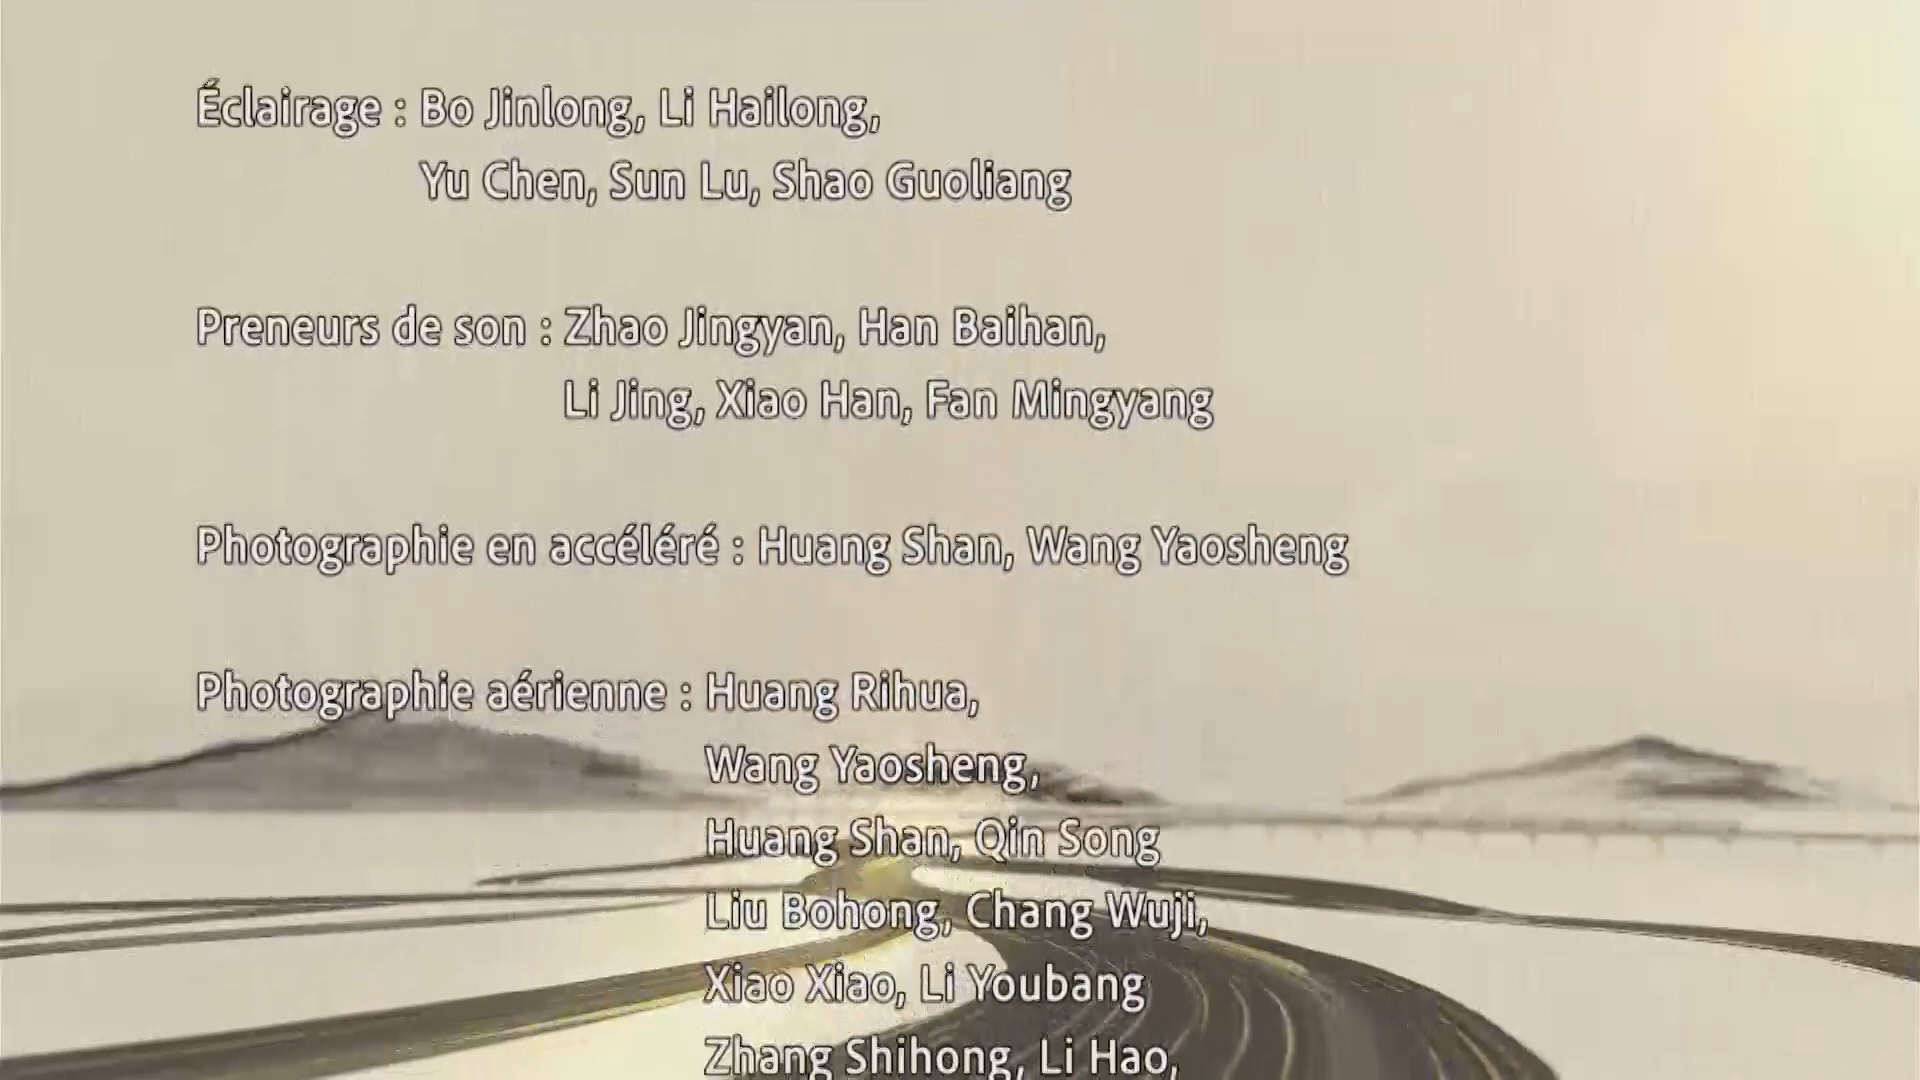 Éclairage : Bo Jinlong, Li Hailong,
Yu Chen, Sun Lu, Shao Guoliang
Preneurs de son : Zhao Jingyan, Han Baihan,
Li Jing, Xiao Han, Fan Mingyang
Photographie en accéléré : Huang Shan, Wang Yaosheng
Photographie aérienne : Huang Rihua,
Wang Yaosheng,
Huang Shan, Qin Song
Liu Bohong, Chang Wuji,
Xiao Xiao, Li Youbang
Zhang Shihong, Li Hao,